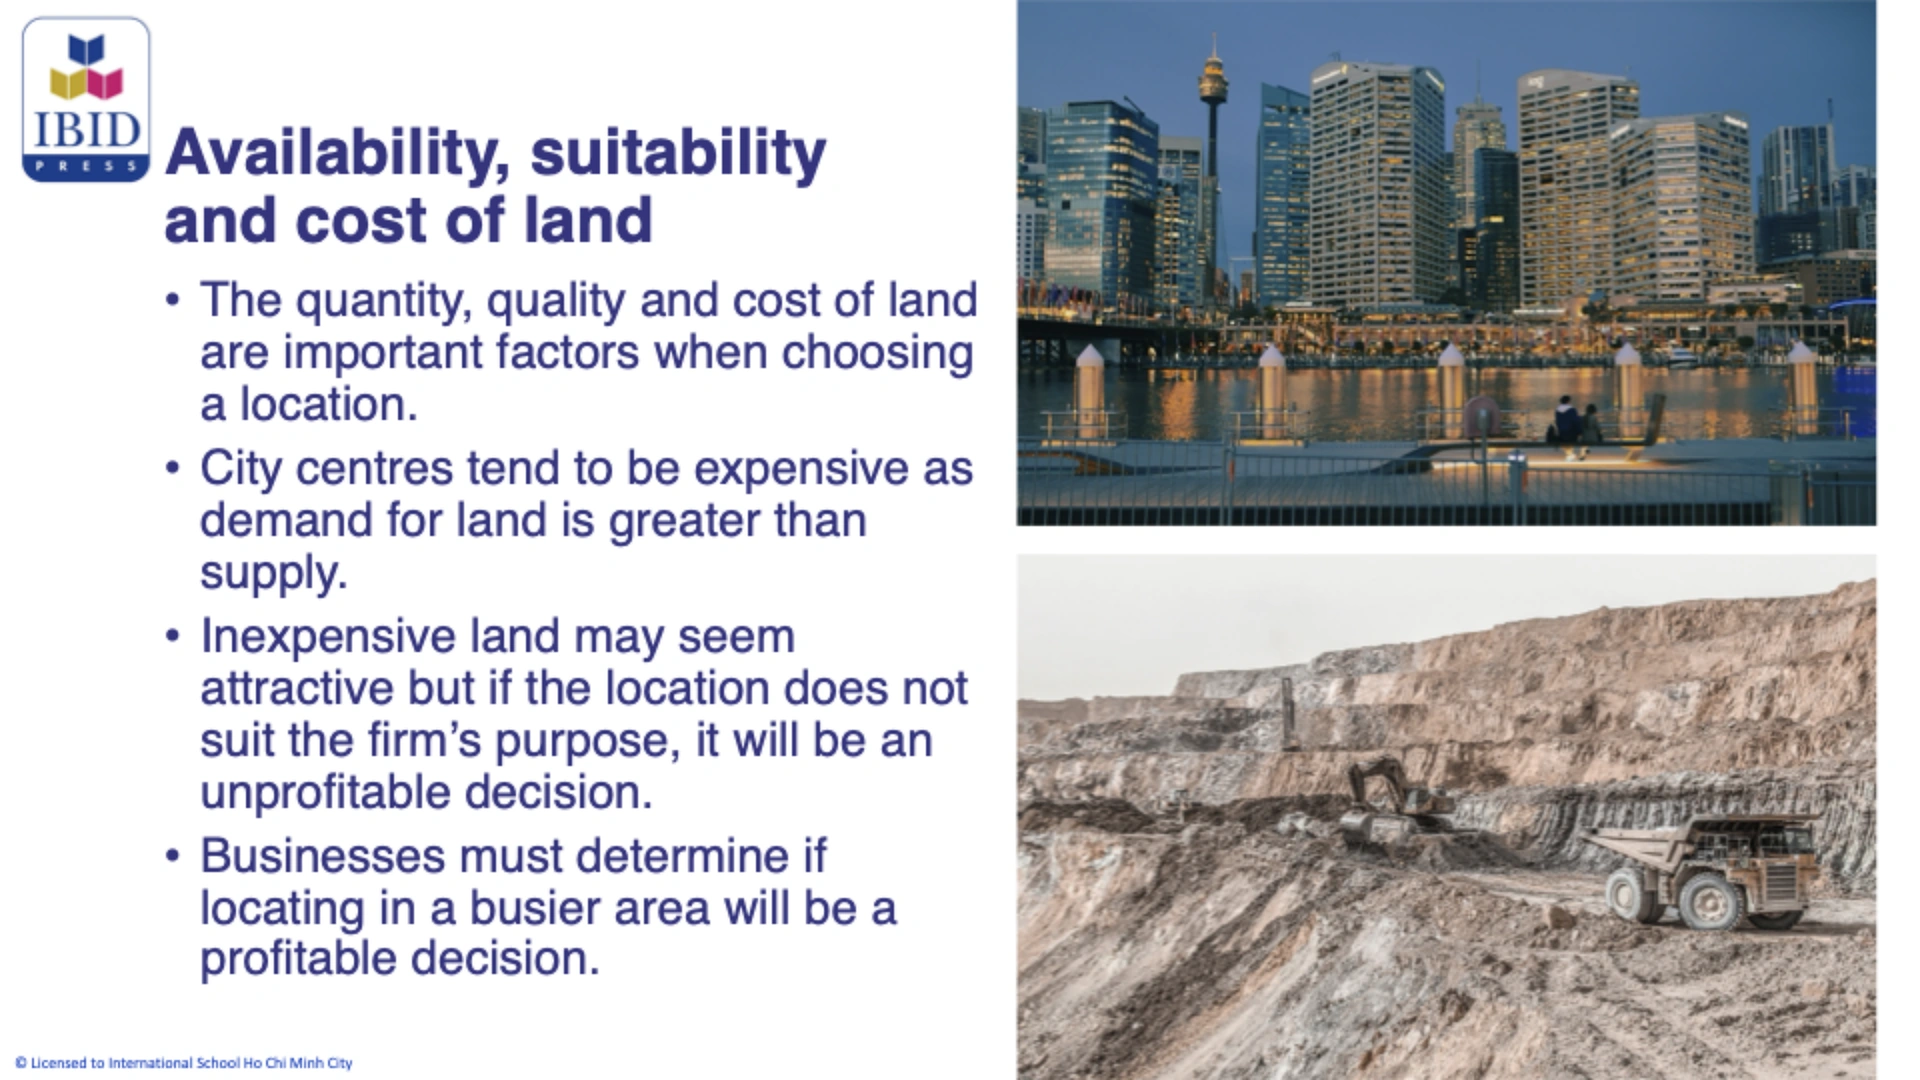 IBID
PRESS
Availability, suitability
and cost of land
• The quantity, quality and cost of land
are important factors when choosing
a location.
• City centres tend to be expensive as
demand for land is greater than
supply.
• Inexpensive land may seem
attractive but if the location does not
suit the firm’s purpose, it will be an
unprofitable decision.
• Businesses must determine if
locating in a busier area will be a
profitable decision.
© Licensed to International School Ho Chi Minh City